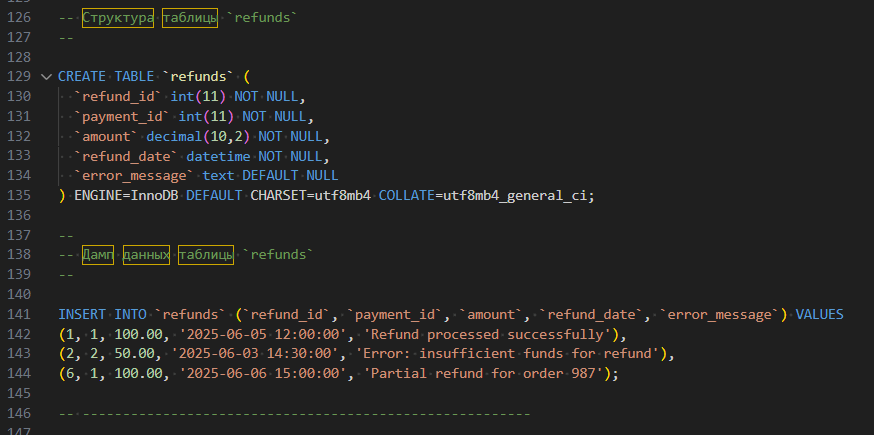 126 -- Структура таблиць `refunds`
127 --
128
129 CREATE TABLE `refunds` (
130 `refund_id` int(11) NOT NULL,
131 `payment_id` int(11) NOT NULL,
132 `amount` decimal(10,2) NOT NULL,
133 `refund_date` datetime NOT NULL,
134 `error_message` text DEFAULT NULL
135 ) ENGINE=InnoDB DEFAULT CHARSET=utf8mb4 COLLATE=utf8mb4_general_ci;
136
137 --
138 -- Дамп данных таблицы `refunds`
139 --
140
141 INSERT INTO `refunds` (`refund_id`, `payment_id`, `amount`, `refund_date`, `error_message`) VALUES
142 (1, 1, 100.00, '2025-06-05 12:00:00', 'Refund processed successfully'),
143 (2, 2, 50.00, '2025-06-03 14:30:00', 'Error: insufficient funds for refund'),
144 (6, 1, 100.00, '2025-06-06 15:00:00', 'Partial refund for order 987');
145
146 -- --------------------------------------------------------
147